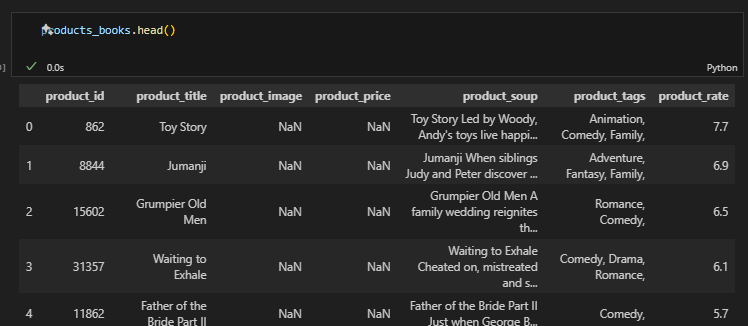 products_books.head()
0.0s
Python
product_id product_title product_image product_price product_soup product_tags product_rate
0 862 Toy Story NaN NaN Toy Story Led by Woody, Andy's toys live happi... Animation, Comedy, Family, 7.7
1 8844 Jumanji NaN NaN Jumanji When siblings Judy and Peter discover ... Adventure, Fantasy, Family, 6.9
2 15602 Grumpier Old Men NaN NaN Grumpier Old Men A family wedding reignites th... Romance, Comedy, 6.5
3 31357 Waiting to Exhale NaN NaN Waiting to Exhale Cheated on, mistreated and s... Comedy, Drama, Romance, 6.1
4 11862 Father of the Bride Part II NaN NaN Father of the Bride Part II Just when George B... Comedy, 5.7